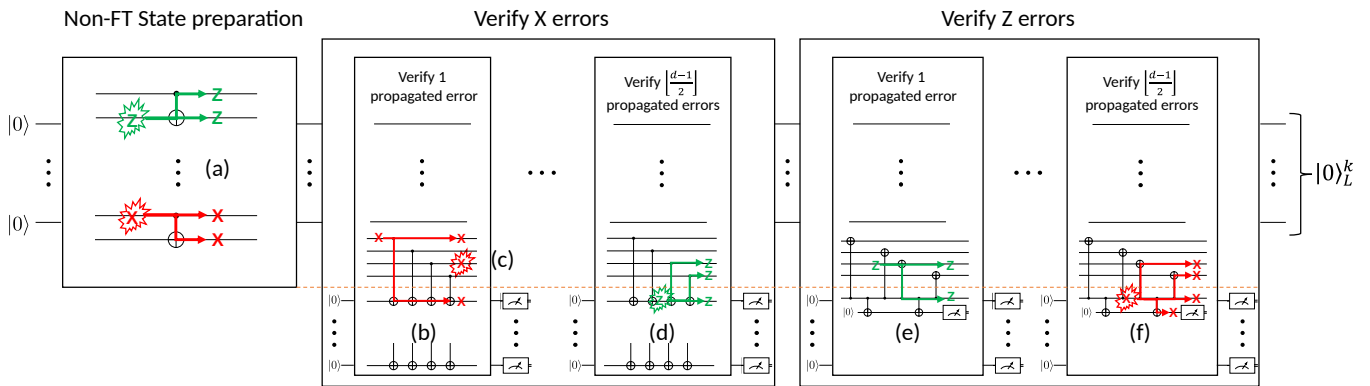 Non-FT State preparation
Verify X errors
Verify Z errors
Verify 1
propagated error
Verify ⌊(d−1)/2⌋
propagated errors
Verify 1
propagated error
Verify ⌊(d−1)/2⌋
propagated errors
Z
Z Z
|0⟩
(a)
X X
X
|0⟩
X X
X
(c)
X
|0⟩
(b)
|0⟩
Z
Z
Z Z
|0⟩
(d)
|0⟩
Z Z
Z
|0⟩
|0⟩
(e)
|0⟩
X
X
X X
X
|0⟩
|0⟩
(f)
|0⟩
|0⟩ᵏ_L